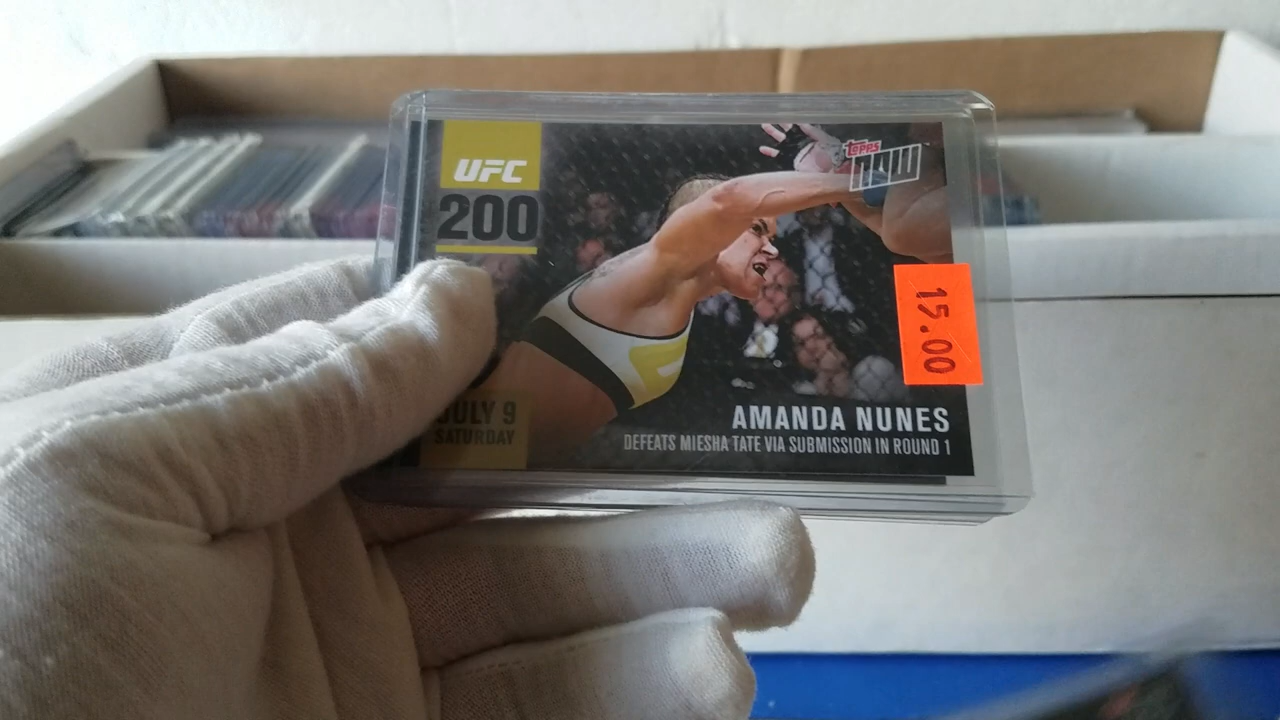 UFC
200
topps
NOW
15.00
JULY 9
SATURDAY
AMANDA NUNES
DEFEATS MIESHA TATE VIA SUBMISSION IN ROUND 1